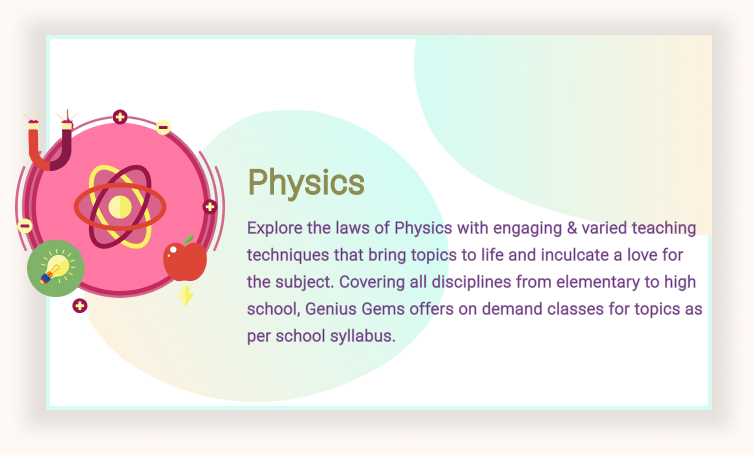 Physics
Explore the laws of Physics with engaging & varied teaching
techniques that bring topics to life and inculcate a love for
the subject. Covering all disciplines from elementary to high
school, Genius Gems offers on demand classes for topics as
per school syllabus.